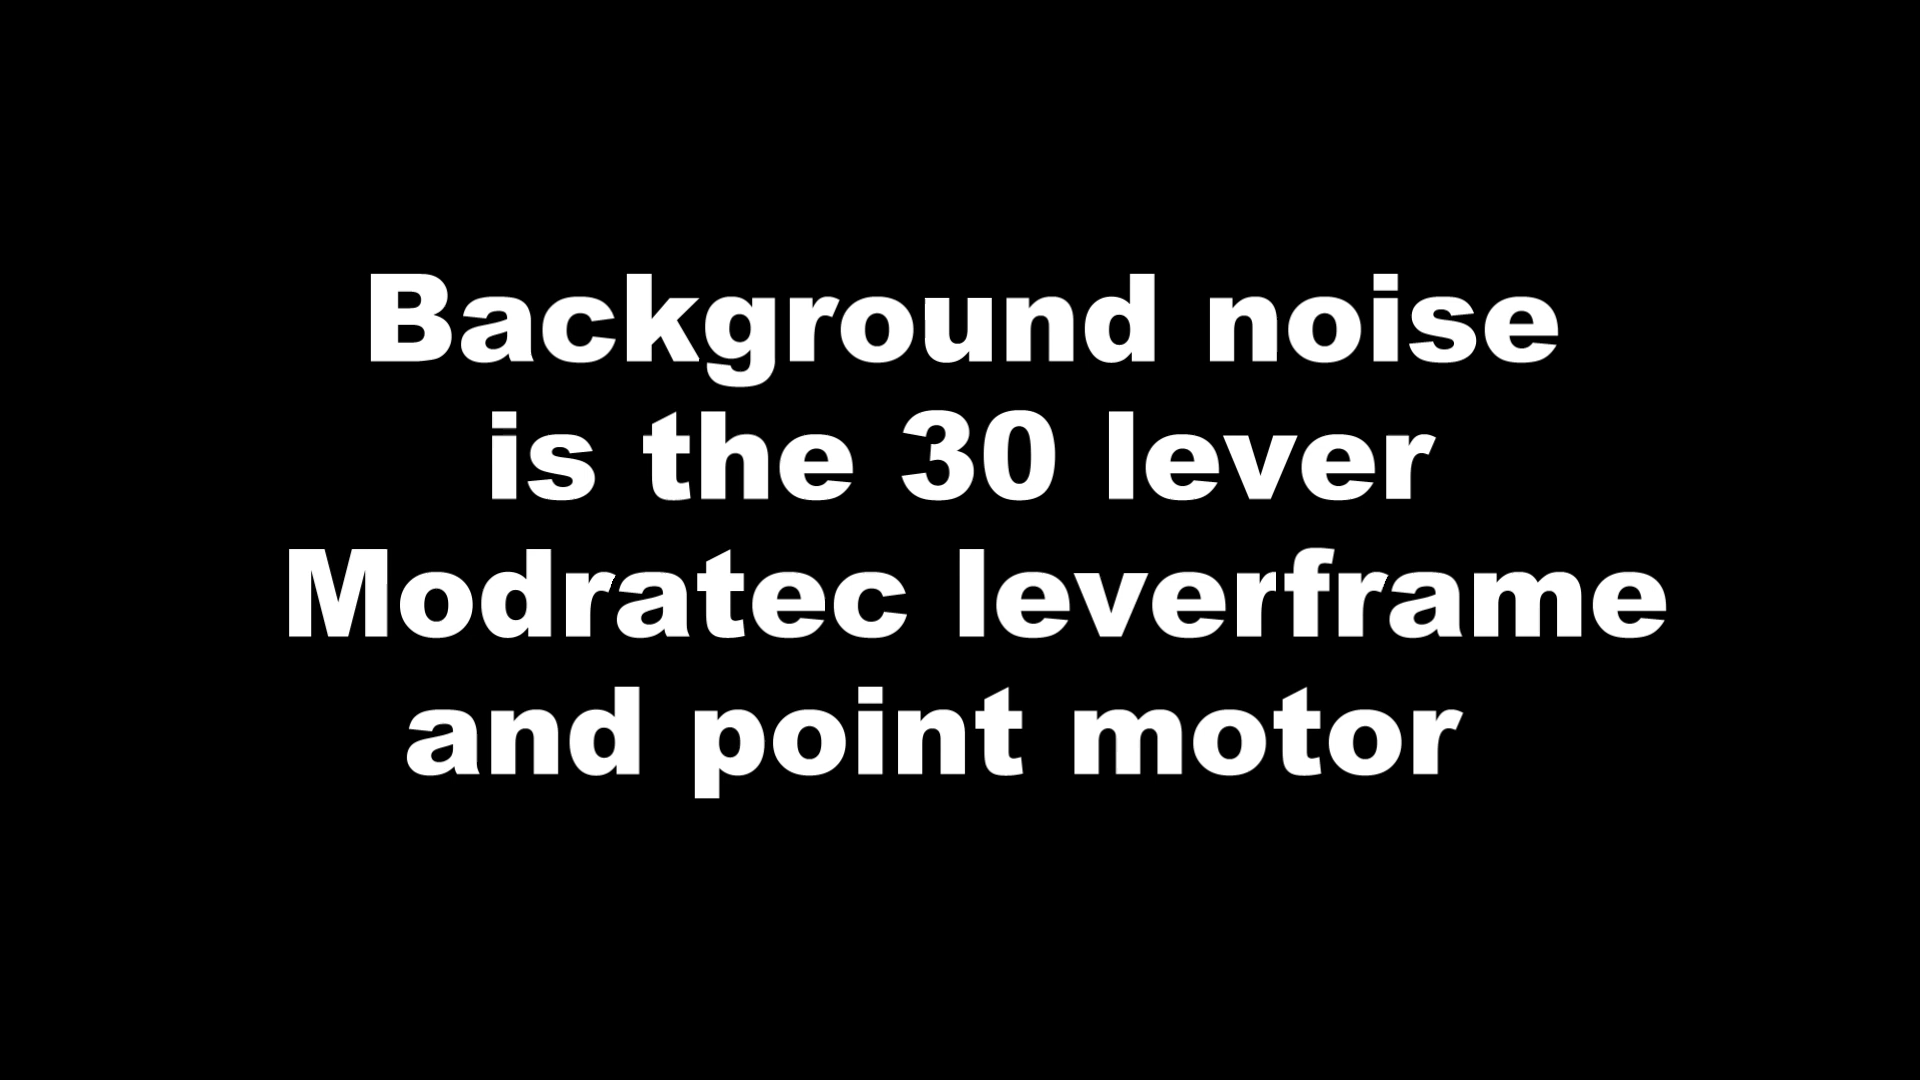 Background noise
is the 30 lever
Modratec leverframe
and point motor